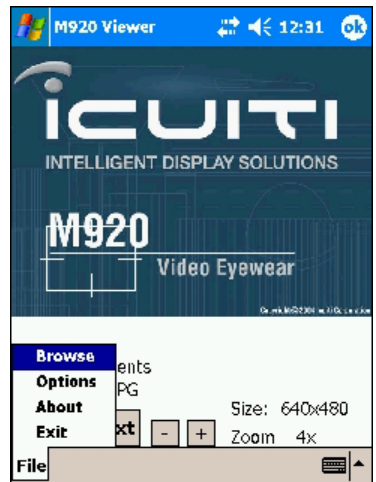 M920 Viewer 12:31 ok
ICUITI
INTELLIGENT DISPLAY SOLUTIONS
M920
Video Eyewear
Browse
Options
About
Exit
ents
PG
xt - +
Size: 640x480
Zoom 4x
File